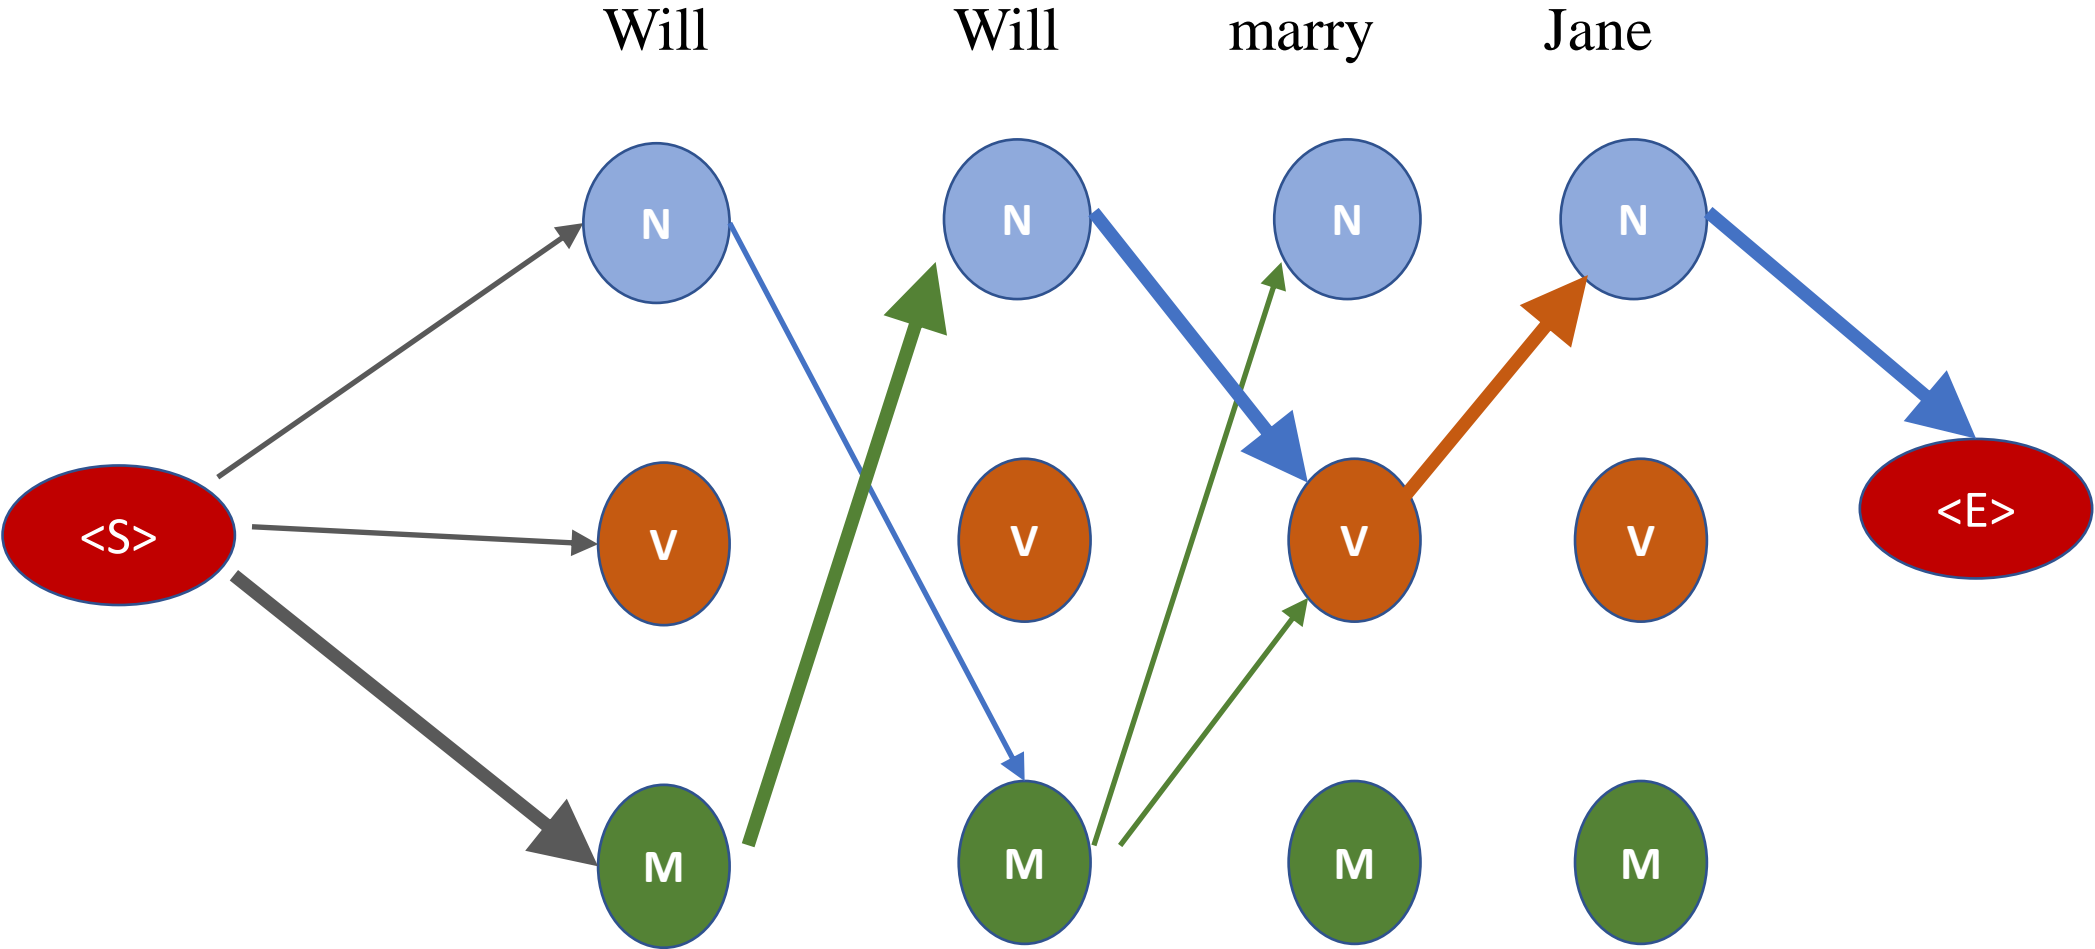 Will Will marry Jane
N N N N
<S> V V V V <E>
M M M M